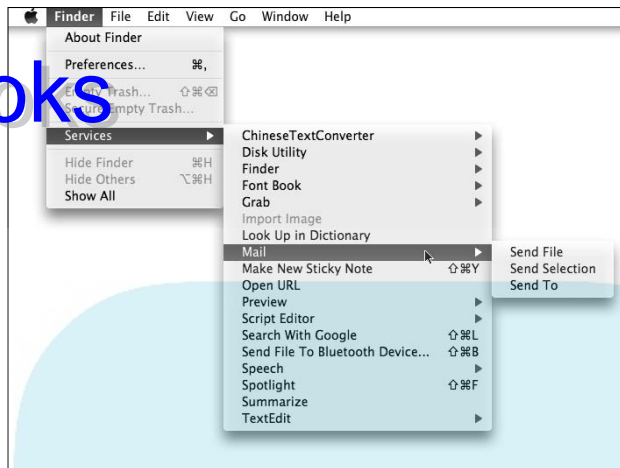 Finder File Edit View Go Window Help
About Finder
Preferences... ⌘,
Empty Trash... ⇧⌘⌫
Secure Empty Trash...
oks
Services ▶
Hide Finder ⌘H
Hide Others ⌥⌘H
Show All
ChineseTextConverter ▶
Disk Utility ▶
Finder ▶
Font Book ▶
Grab ▶
Import Image
Look Up in Dictionary
Mail ▶
Make New Sticky Note ⇧⌘Y
Open URL
Preview ▶
Script Editor ▶
Search With Google ⇧⌘L
Send File To Bluetooth Device... ⇧⌘B
Speech ▶
Spotlight ⇧⌘F
Summarize
TextEdit ▶
Send File
Send Selection
Send To